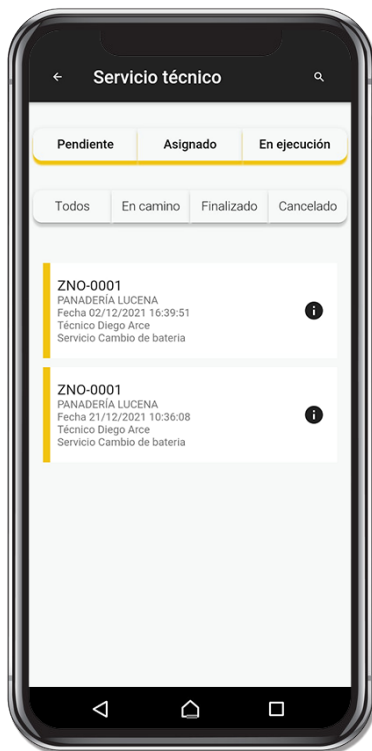 Servicio técnico
Pendiente Asignado En ejecución
Todos En camino Finalizado Cancelado
ZNO-0001
PANADERÍA LUCENA
Fecha 02/12/2021 16:39:51
Técnico Diego Arce
Servicio Cambio de bateria
ZNO-0001
PANADERÍA LUCENA
Fecha 21/12/2021 10:36:08
Técnico Diego Arce
Servicio Cambio de bateria